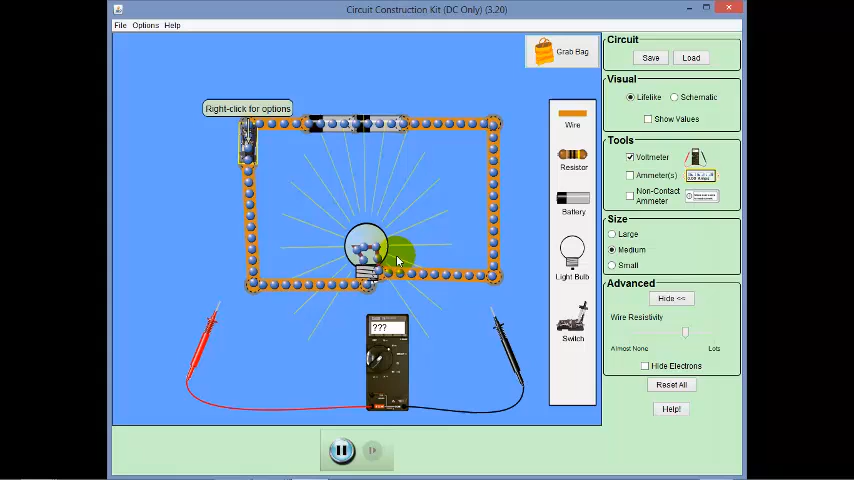 Circuit Construction Kit (DC Only) (3.20)
File Options Help
Grab Bag
Right-click for options
???
Wire
Resistor
Battery
Light Bulb
Switch
Circuit
Save Load
Visual
Lifelike Schematic
Show Values
Tools
Voltmeter
Ammeter(s)
Non-Contact
Ammeter
Size
Large
Medium
Small
Advanced
Hide <<
Wire Resistivity
Almost None Lots
Hide Electrons
Reset All
Help!